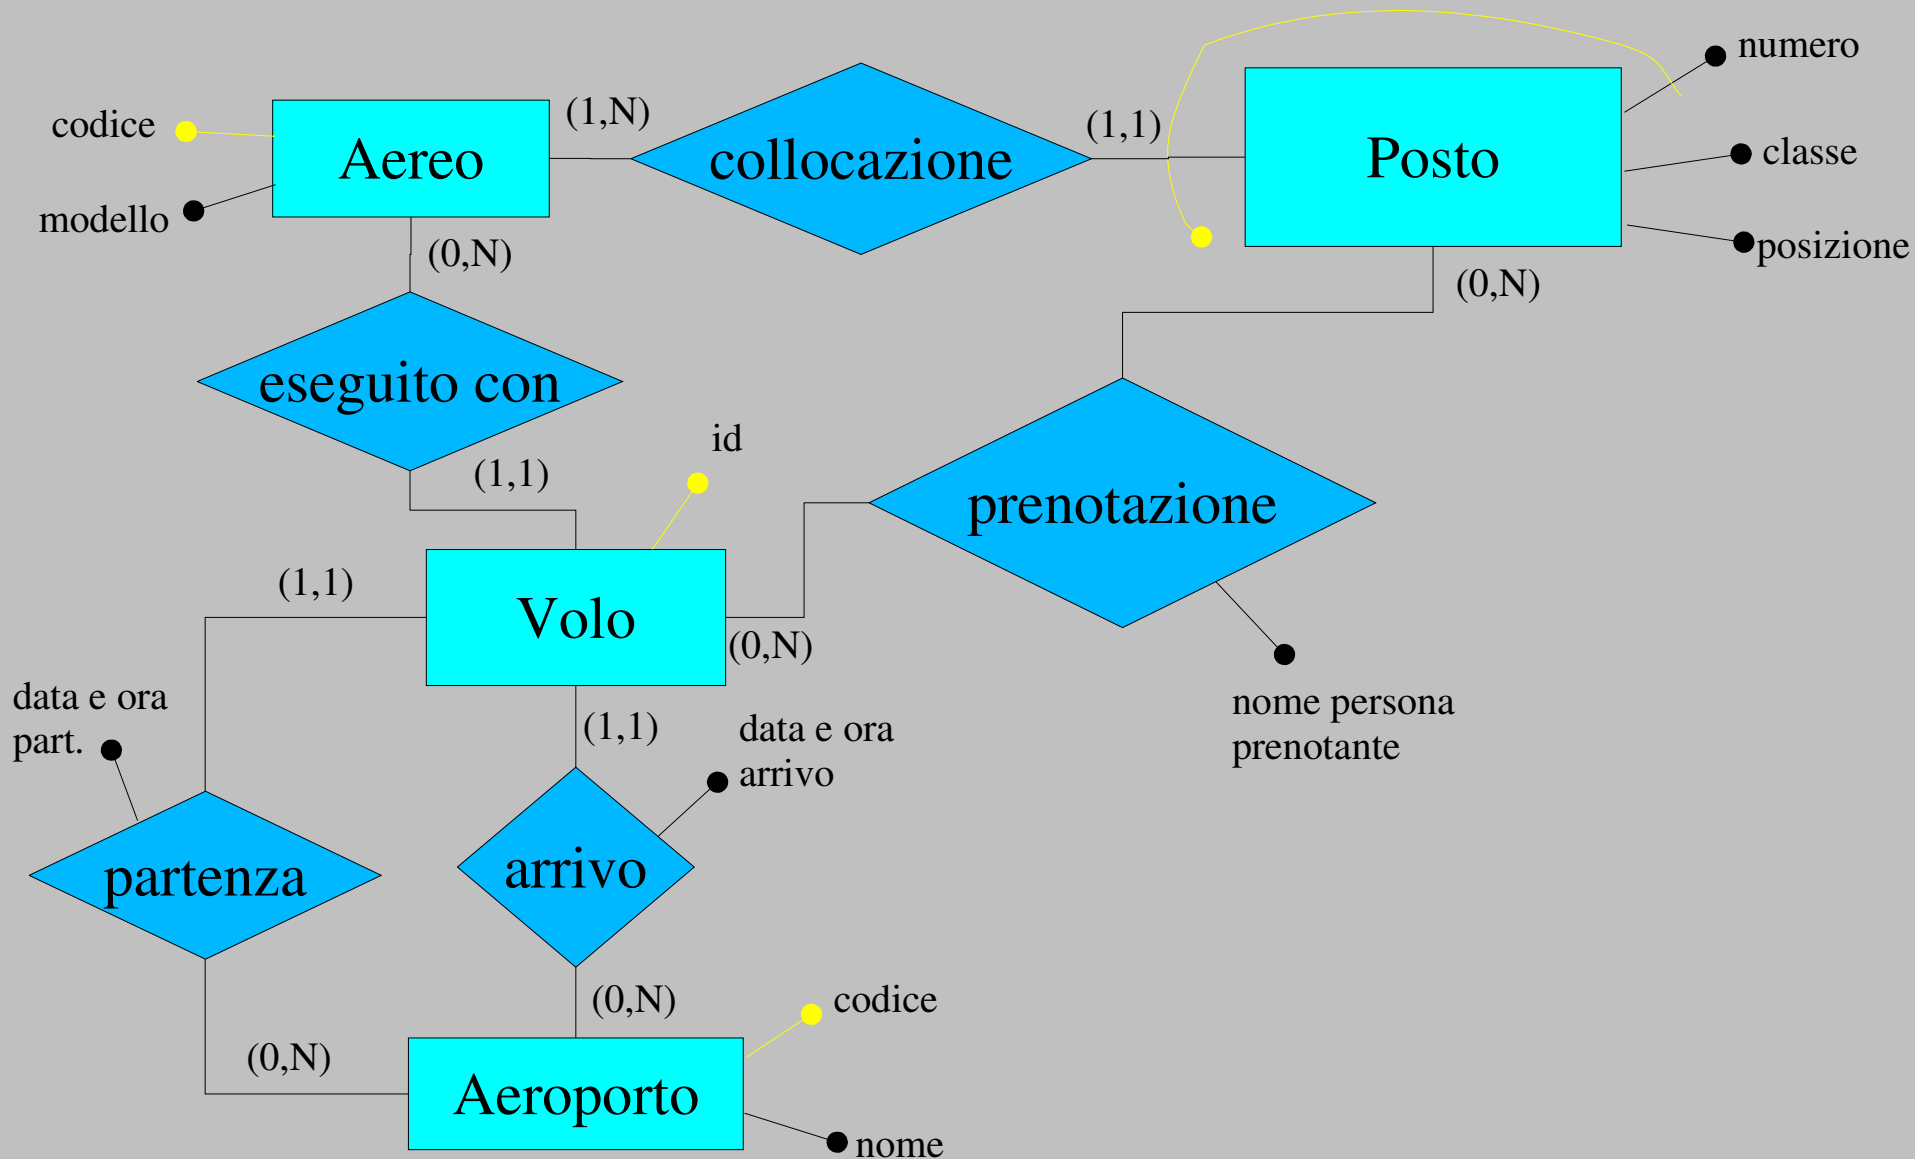 numero
codice
(1,N)
(1,1)
Aereo
collocazione
Posto
classe
modello
(0,N)
posizione
(0,N)
eseguito con
id
(1,1)
prenotazione
(1,1)
Volo
(0,N)
data e ora
part.
(1,1)
data e ora
arrivo
nome persona
prenotante
partenza
arrivo
(0,N)
codice
(0,N)
Aeroporto
nome